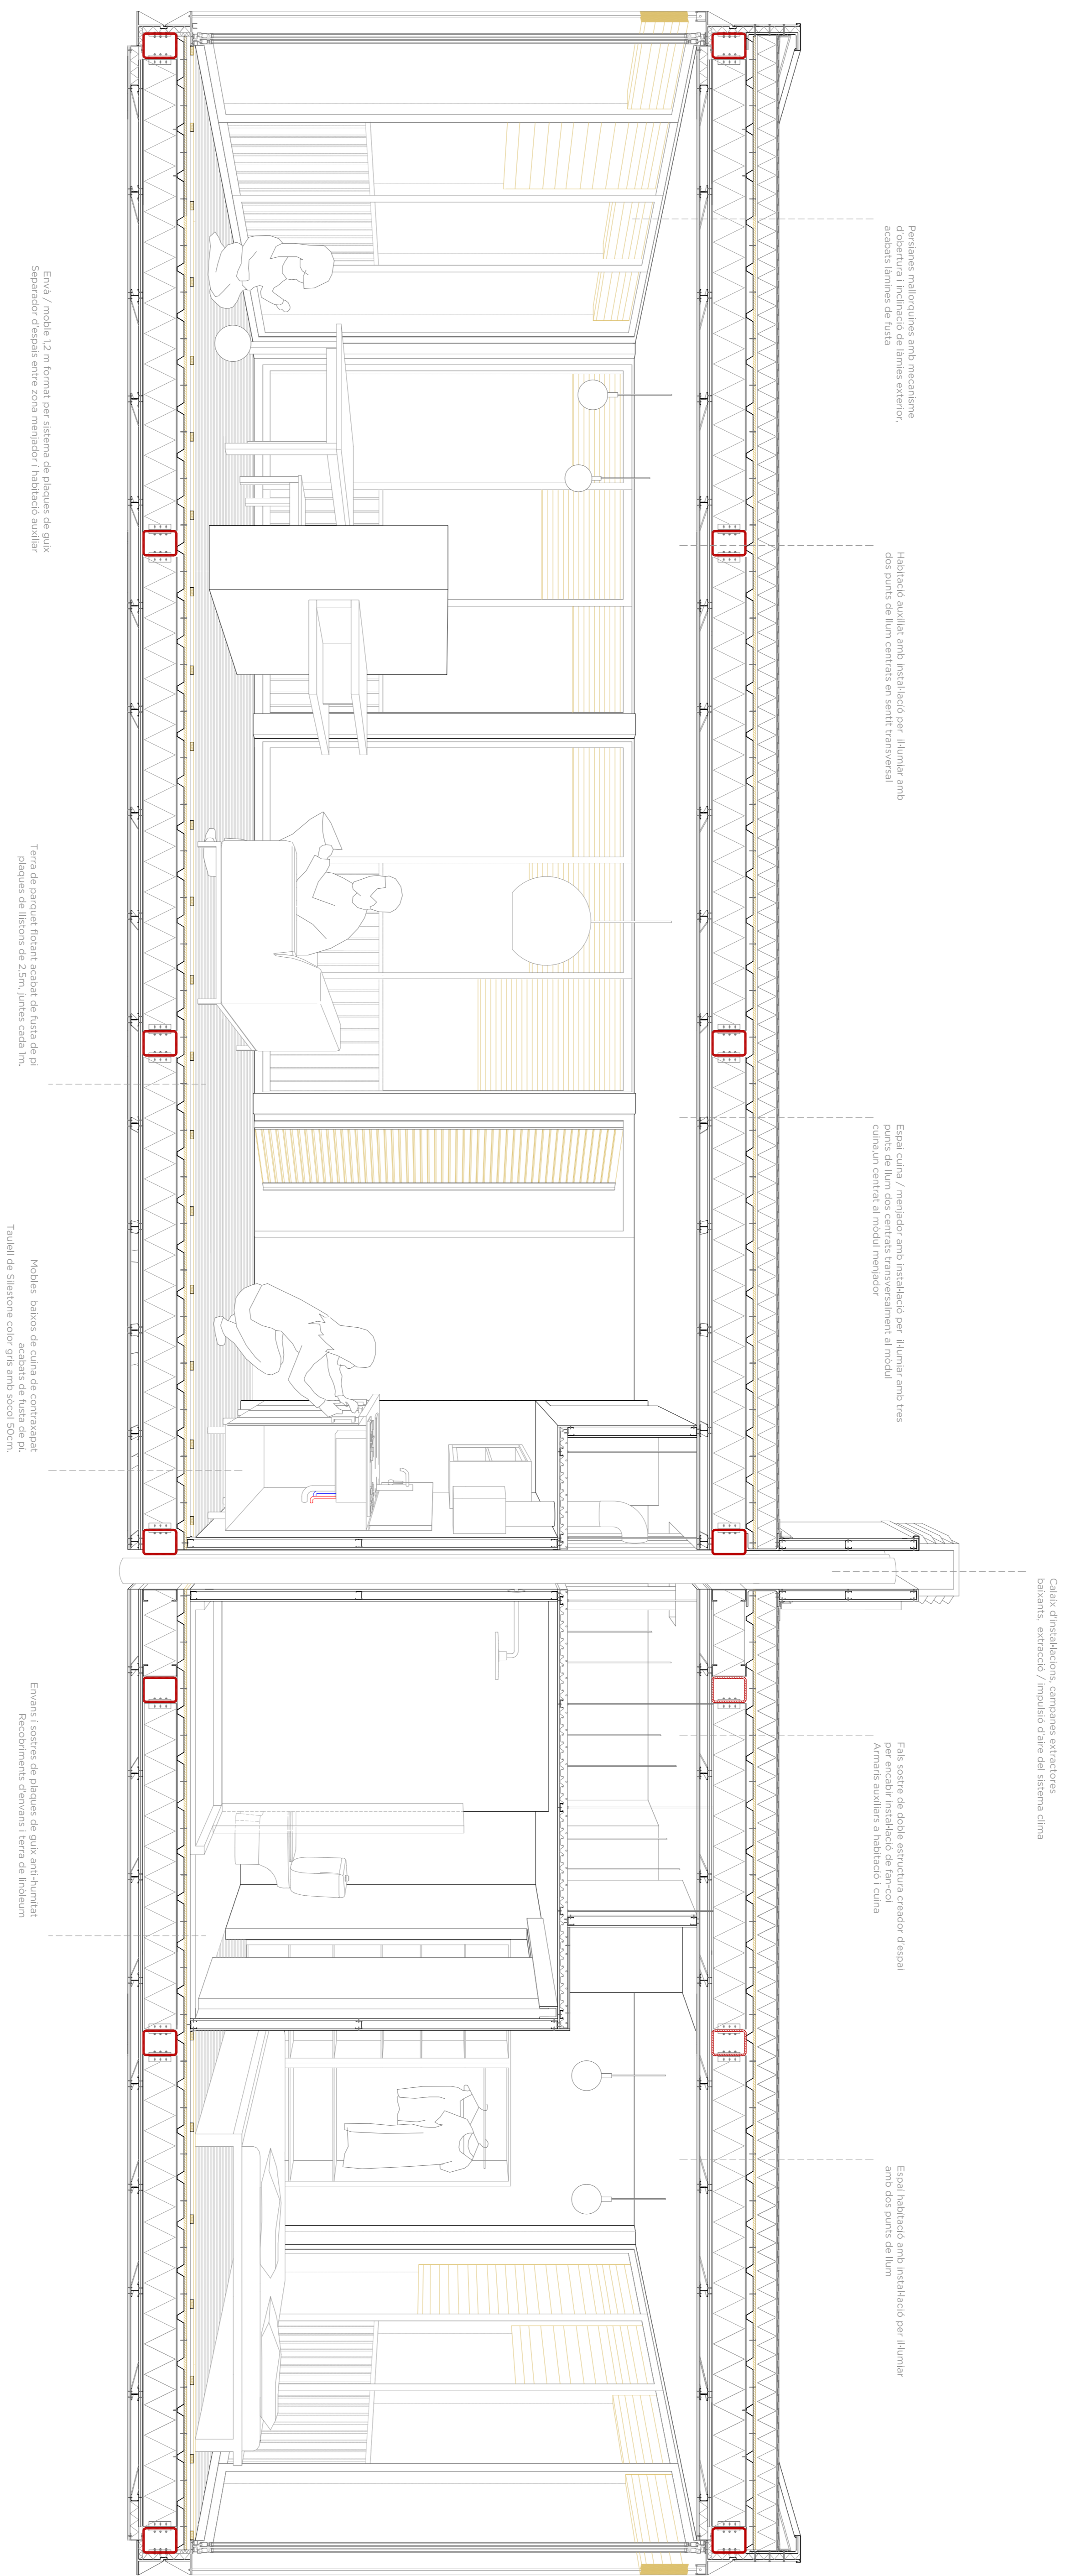 Calaix d'instal·lacions, campanes extractores
baixants,  extracció / impulsió d'aire del sistema clima
Persianes mallorquines amb mecanisme
d'obertura i inclinació de làmies exterior,
acabats làmines de fusta
Habitació auxiliat amb instal·lació per  il·lumiar amb
dos punts de llum centrats en sentit transversal
Espai cuina / menjador amb instal·lació per  il·lumiar amb tres
punts de llum dos centrats transversalment al mòdul
cuina,un centrat al mòdul menjador
Fals sostre de doble estructura creador d'espai
per encabir instal·lació de fan-coil
Armaris auxiliars a habitació i cuina
Espai habitació amb instal·lació per il·lumiar
amb dos punts de llum
Envà / moble 1,2 m format per sistema de plaques de guix
Separador d'espais entre zona menjador i habitació auxiliar
Terra de parquet flotant acabat de fusta de pi
plaques de llistons de 2,5m, juntes cada 1m.
Mobles  baixos de cuina de contraxapat
acabats de fusta de pi.
Taulell de Silestone color gris amb sòcol 50cm.
Envans i sostres de plaques de guix anti-humitat
Recobriments d'envans i terra de linòleum